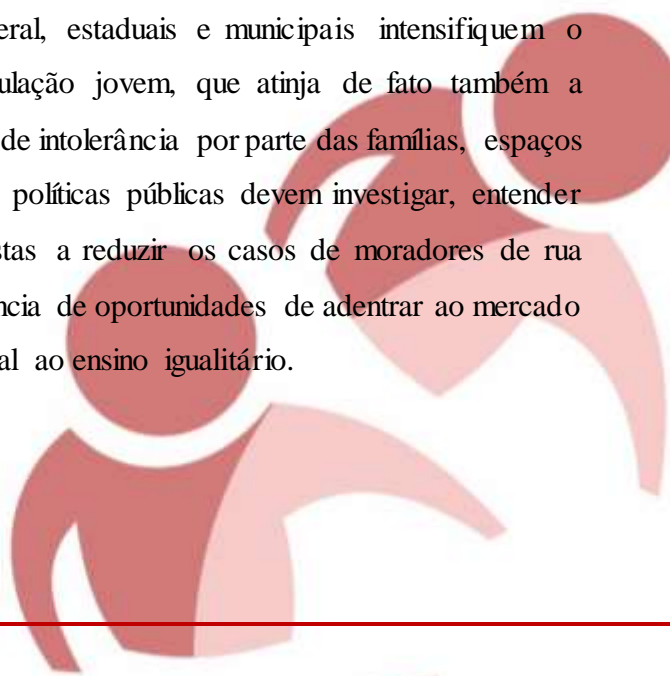 eral, estaduais e municipais intensifiquem o
ulação jovem, que atinja de fato também a
de intolerância por parte das famílias, espaços
políticas públicas devem investigar, entender
stas a reduzir os casos de moradores de rua
ncia de oportunidades de adentrar ao mercado
al ao ensino igualitário.